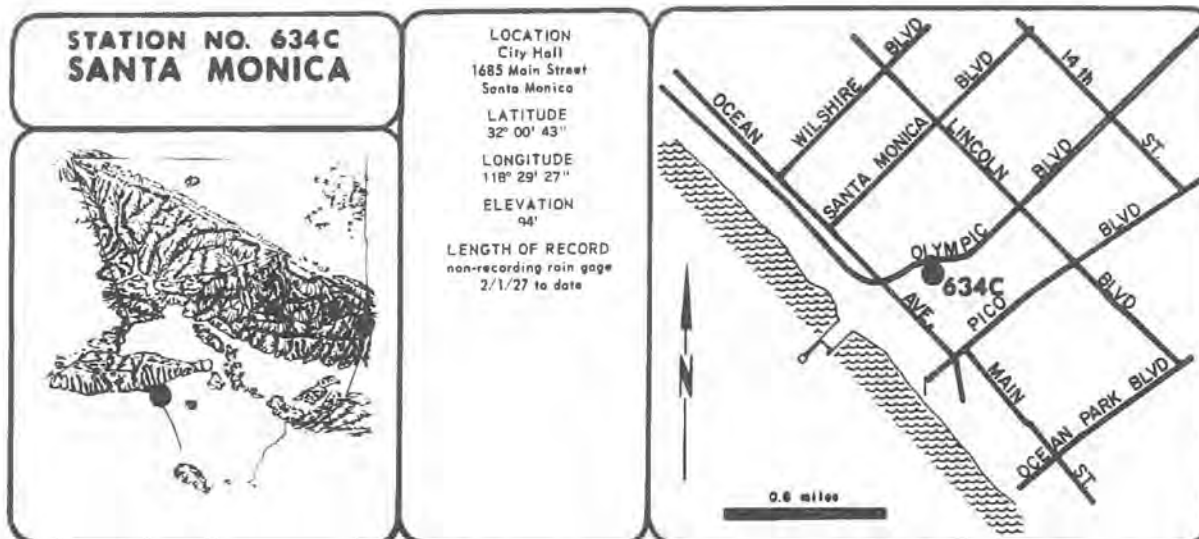 STATION NO. 634C
SANTA MONICA
LOCATION
City Hall
1685 Main Street
Santa Monica
LATITUDE
32° 00' 43"
LONGITUDE
118° 29' 27"
ELEVATION
94'
LENGTH OF RECORD
non-recording rain gage
2/1/27 to date
OCEAN
AVE.
WILSHIRE
BLVD
SANTA MONICA
BLVD
LINCOLN
BLVD
14 th
ST.
OLYMPIC
BLVD
634C
PICO
BLVD
MAIN
ST.
OCEAN PARK BLVD
N
0.6 miles